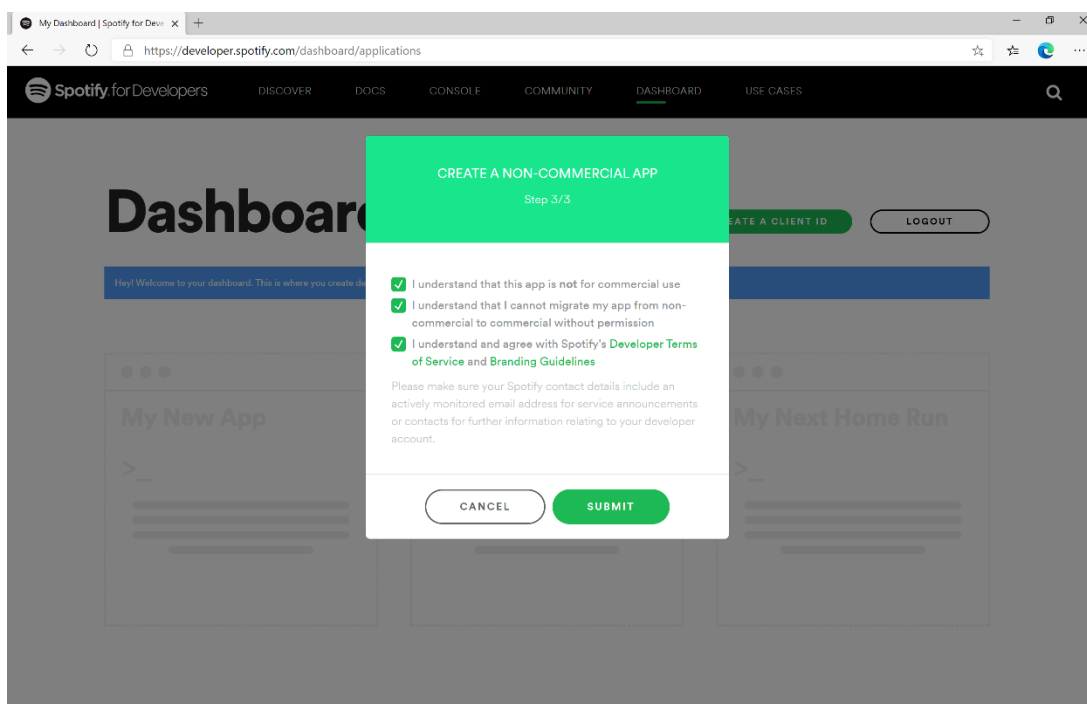 My Dashboard | Spotify for Deve
https://developer.spotify.com/dashboard/applications
Spotify for Developers DISCOVER DOCS CONSOLE COMMUNITY DASHBOARD USE CASES
CREATE A NON-COMMERCIAL APP
Step 3/3
Dashboar
EATE A CLIENT ID
LOGOUT
Hey! Welcome to your dashboard. This is where you create de
I understand that this app is not for commercial use
I understand that I cannot migrate my app from non-
commercial to commercial without permission
I understand and agree with Spotify's Developer Terms
of Service and Branding Guidelines
Please make sure your Spotify contact details include an
actively monitored email address for service announcements
or contacts for further information relating to your developer
account.
My New App
My Next Home Run
>_
>_
CANCEL
SUBMIT